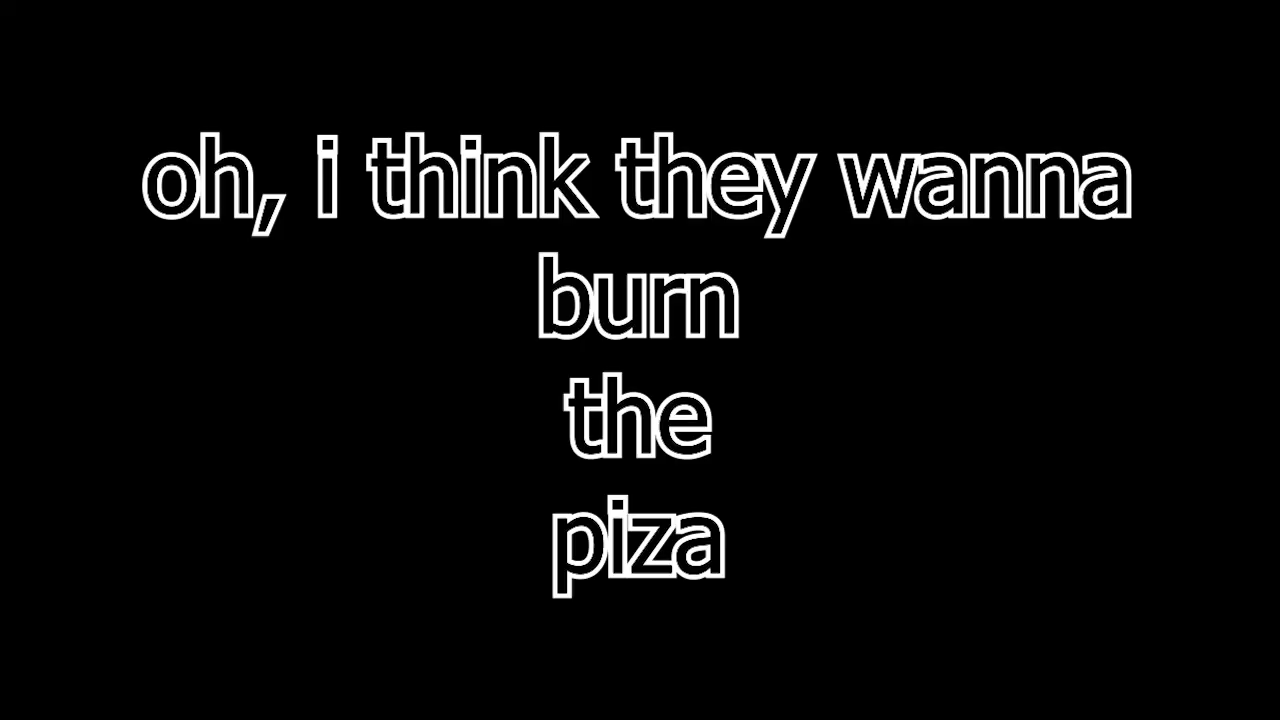 oh, i think they wanna
burn
the
piza